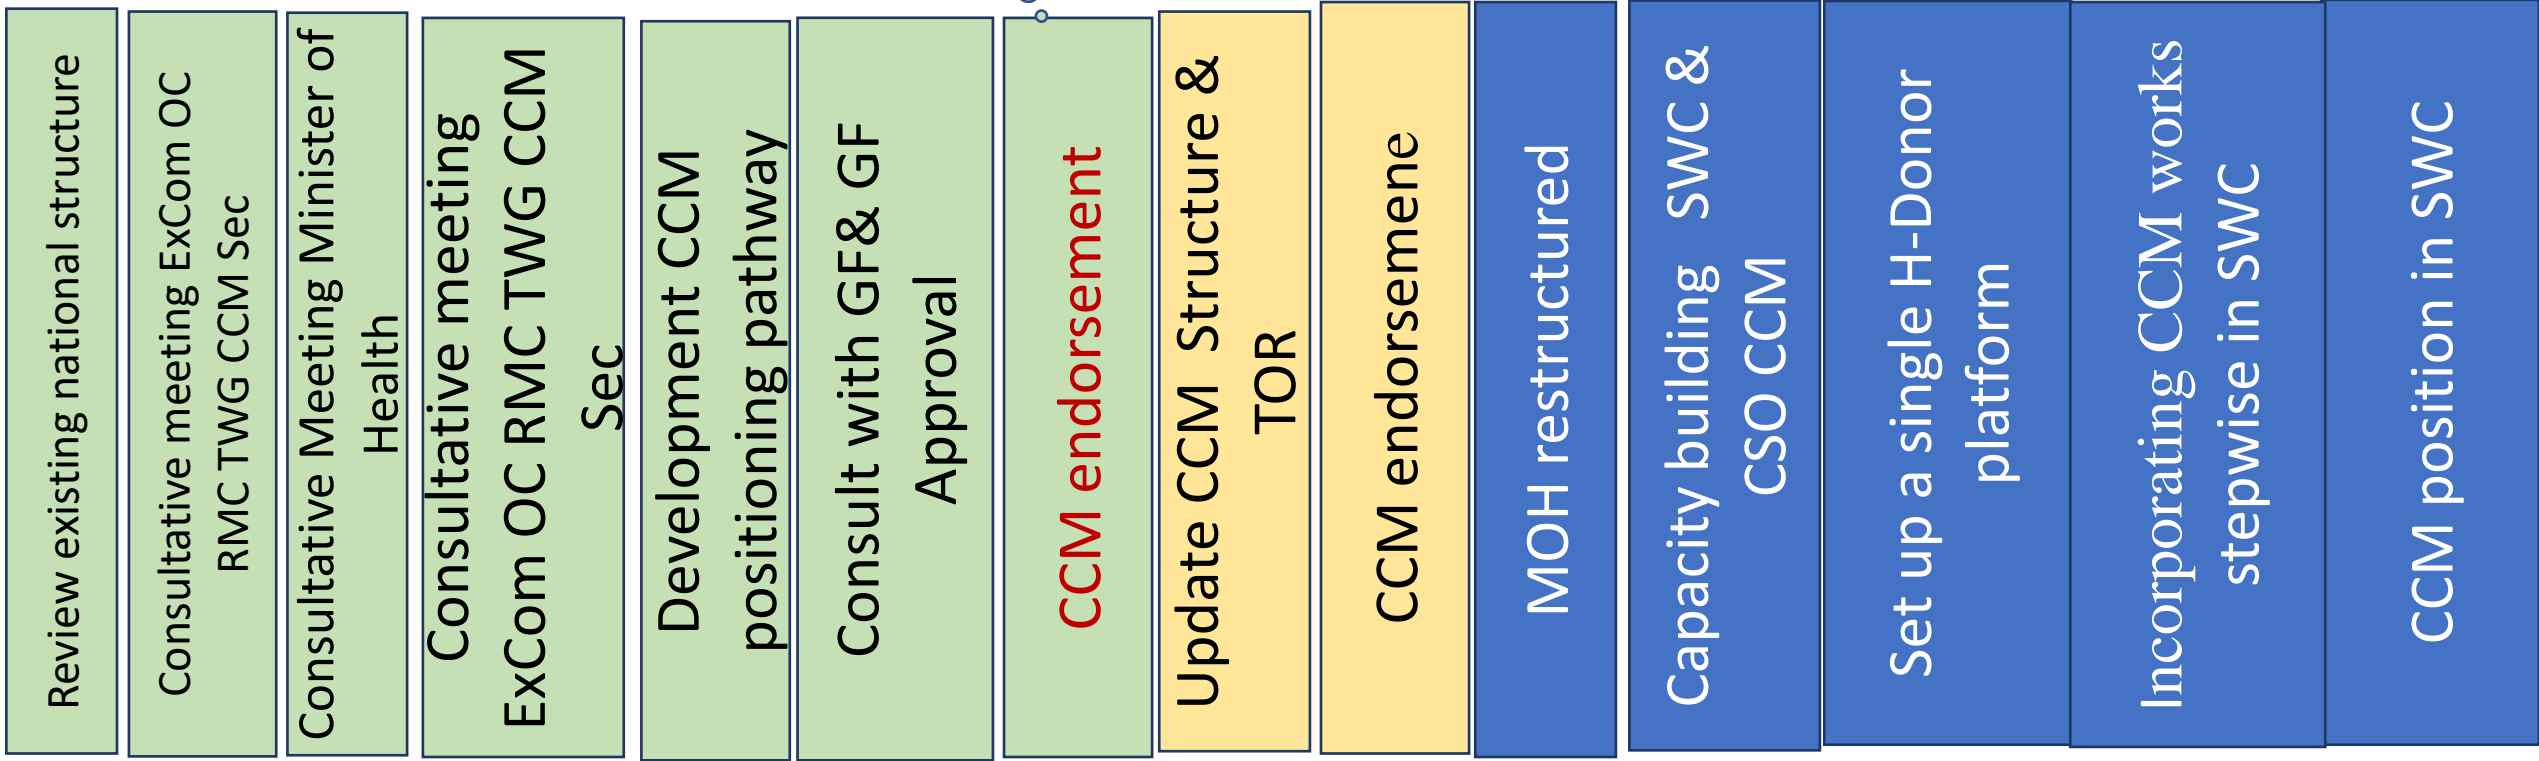 Review existing national structure
Consultative meeting ExCom OC
RMC TWG CCM Sec
Consultative Meeting Minister of
Health
Consultative meeting
ExCom OC RMC TWG CCM
Sec
Development CCM
positioning pathway
Consult with GF& GF
Approval
CCM endorsement
Update CCM Structure &
TOR
CCM endorsemene
MOH restructured
Capacity building SWC &
CSO CCM
Set up a single H-Donor
platform
Incorporating CCM works
stepwise in SWC
CCM position in SWC